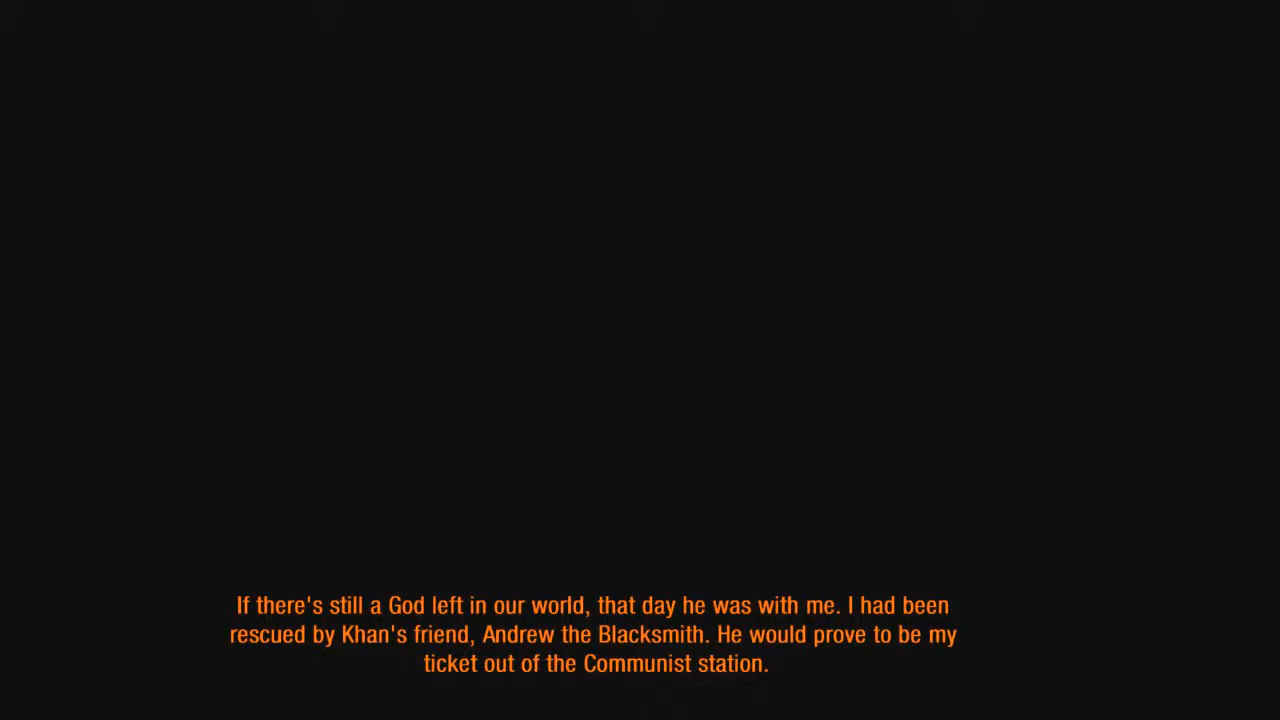 If there's still a God left in our world, that day he was with me. I had been
rescued by Khan's friend, Andrew the Blacksmith. He would prove to be my
ticket out of the Communist station.